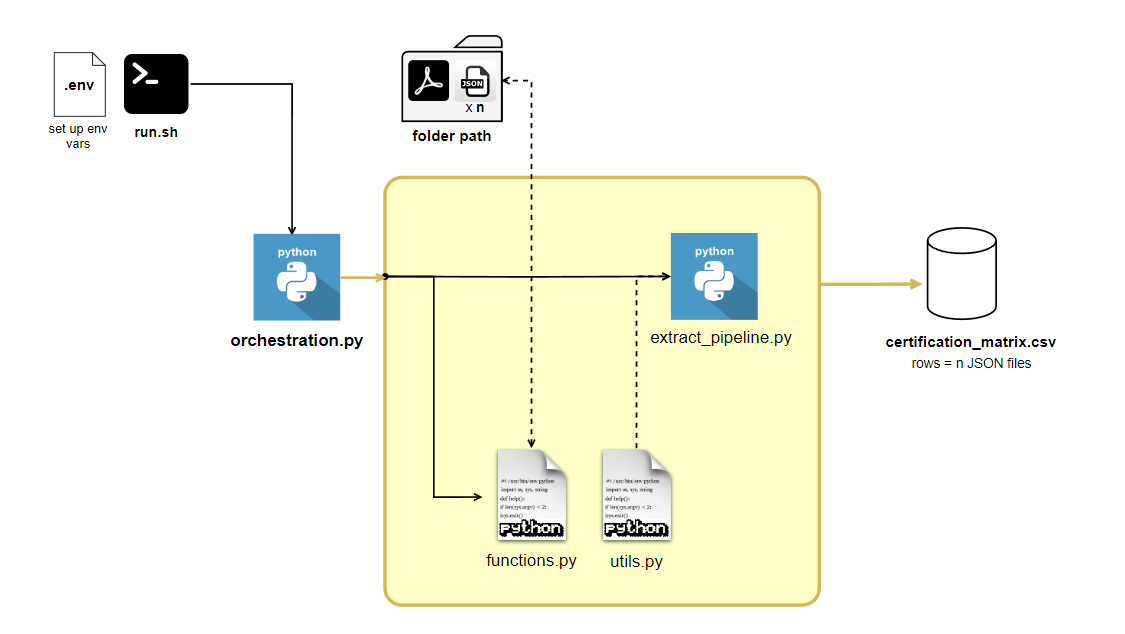 .env
set up env
vars
run.sh
JSON
x n
folder path
python
orchestration.py
python
extract_pipeline.py
certification_matrix.csv
rows = n JSON files
#! /usr/bin/env python
import os, sys, string
def help():
if len(sys.argv) < 2:
sys.exit()
python
functions.py
#! /usr/bin/env python
import os, sys, string
def help():
if len(sys.argv) < 2:
sys.exit()
python
utils.py